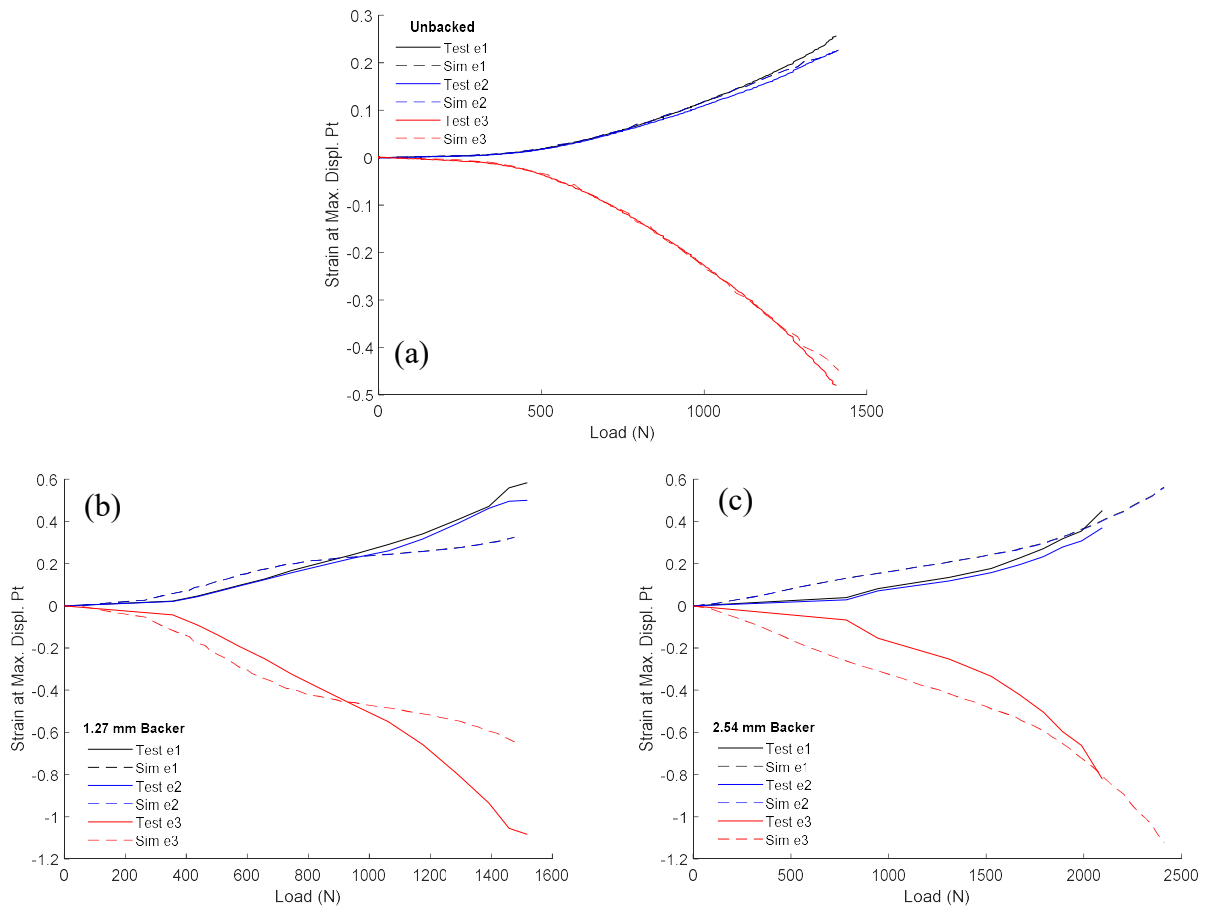 0.3
Unbacked
Test e1
Sim e1
Test e2
Sim e2
Test e3
Sim e3
0.2
0.1
0
-0.1
-0.2
-0.3
-0.4
-0.5
Strain at Max. Displ. Pt
(a)
0
500
1000
1500
Load (N)
0.6
0.4
0.2
0
-0.2
-0.4
-0.6
-0.8
-1
-1.2
Strain at Max. Displ. Pt
(b)
1.27 mm Backer
Test e1
Sim e1
Test e2
Sim e2
Test e3
Sim e3
0
200
400
600
800
1000
1200
1400
1600
Load (N)
0.6
0.4
0.2
0
-0.2
-0.4
-0.6
-0.8
-1
-1.2
Strain at Max. Displ. Pt
(c)
2.54 mm Backer
Test e1
Sim e1
Test e2
Sim e2
Test e3
Sim e3
0
500
1000
1500
2000
2500
Load (N)